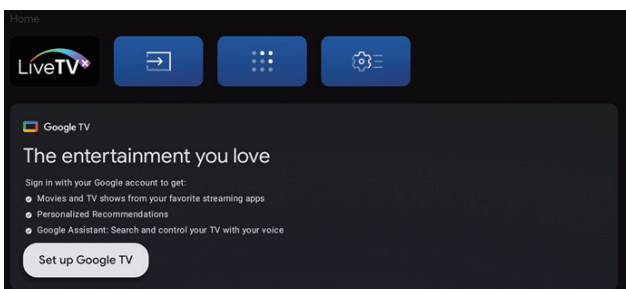 Home
LiveTV×
Google TV
The entertainment you love
Sign in with your Google account to get:
Movies and TV shows from your favorite streaming apps
Personalized Recommendations
Google Assistant: Search and control your TV with your voice
Set up Google TV